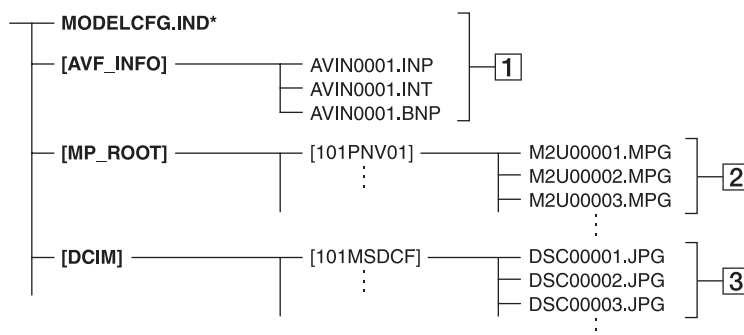 MODELCFG.IND*
[AVF_INFO] AVIN0001.INP
AVIN0001.INT
AVIN0001.BNP
1
[MP_ROOT] [101PNV01] M2U00001.MPG
M2U00002.MPG
M2U00003.MPG
2
[DCIM] [101MSDCF] DSC00001.JPG
DSC00002.JPG
DSC00003.JPG
3